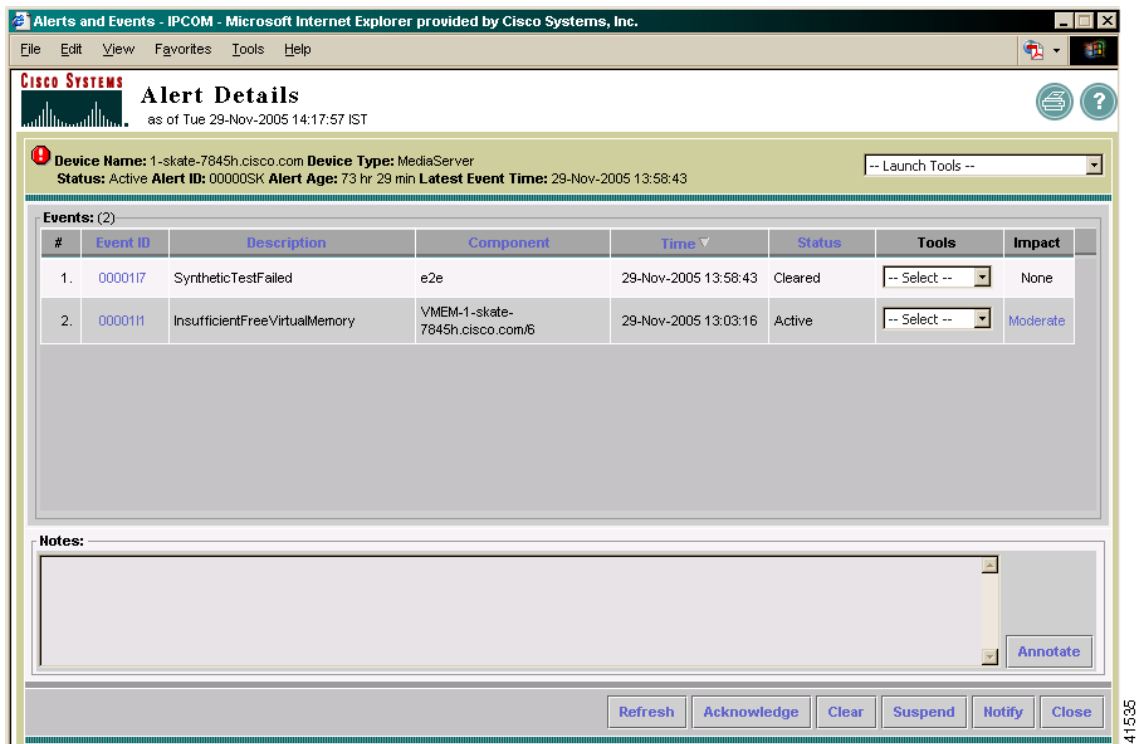 Alerts and Events - IPCOM - Microsoft Internet Explorer provided by Cisco Systems, Inc.
File Edit View Favorites Tools Help
CISCO SYSTEMS
Alert Details
as of Tue 29-Nov-2005 14:17:57 IST
Device Name: 1-skate-7845h.cisco.com Device Type: MediaServer
Status: Active Alert ID: 00000SK Alert Age: 73 hr 29 min Latest Event Time: 29-Nov-2005 13:58:43
-- Launch Tools --
Events: (2)
# Event ID Description Component Time Status Tools Impact
1. 00001I7 SyntheticTestFailed e2e 29-Nov-2005 13:58:43 Cleared -- Select -- None
2. 00001I1 InsufficientFreeVirtualMemory VMEM-1-skate-
7845h.cisco.com/6 29-Nov-2005 13:03:16 Active -- Select -- Moderate
Notes:
Annotate
Refresh Acknowledge Clear Suspend Notify Close
41535